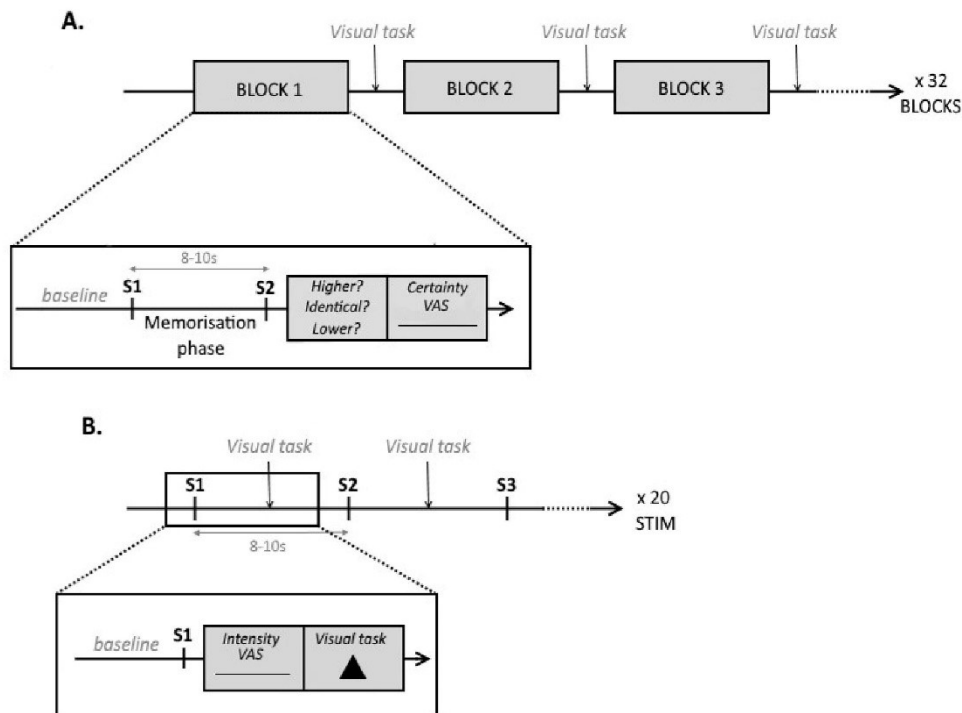 A.
Visual task
Visual task
Visual task
BLOCK 1
BLOCK 2
BLOCK 3
x 32
BLOCKS
8-10s
baseline
S1
S2
Memorisation
phase
Higher?
Identical?
Lower?
Certainty
VAS
B.
Visual task
Visual task
S1
S2
S3
x 20
STIM
8-10s
baseline
S1
Intensity
VAS
Visual task